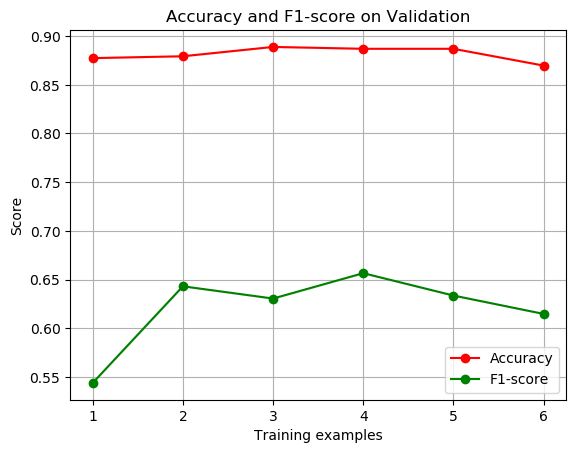 Accuracy and F1-score on Validation
0.90
0.85
0.80
0.75
0.70
0.65
0.60
0.55
Score
Accuracy
F1-score
1 2 3 4 5 6
Training examples